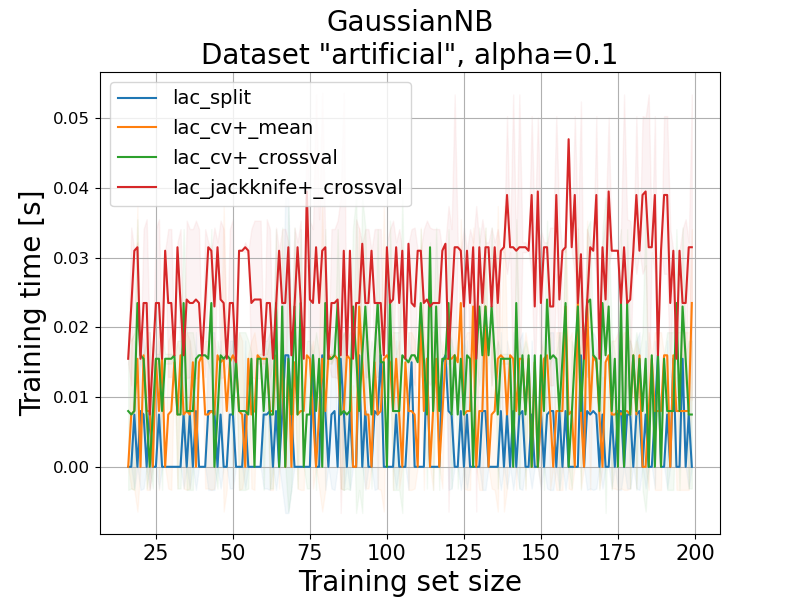 GaussianNB
Dataset "artificial", alpha=0.1
lac_split
lac_cv+_mean
lac_cv+_crossval
lac_jackknife+_crossval
Training time [s]
0.05
0.04
0.03
0.02
0.01
0.00
25 50 75 100 125 150 175 200
Training set size